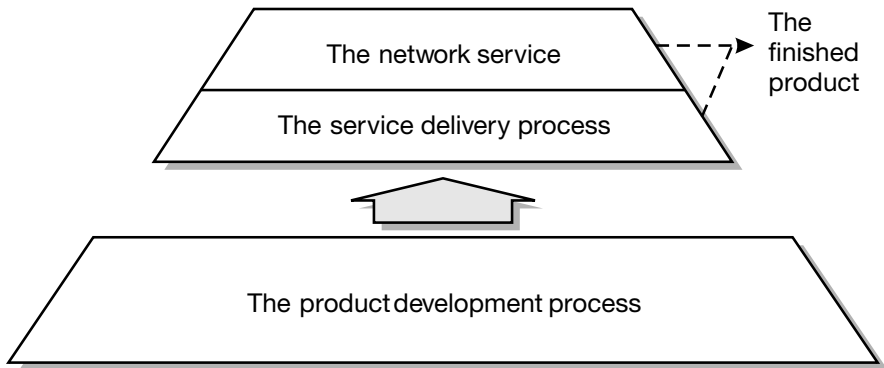 The network service
The
finished
product
The service delivery process
The product development process